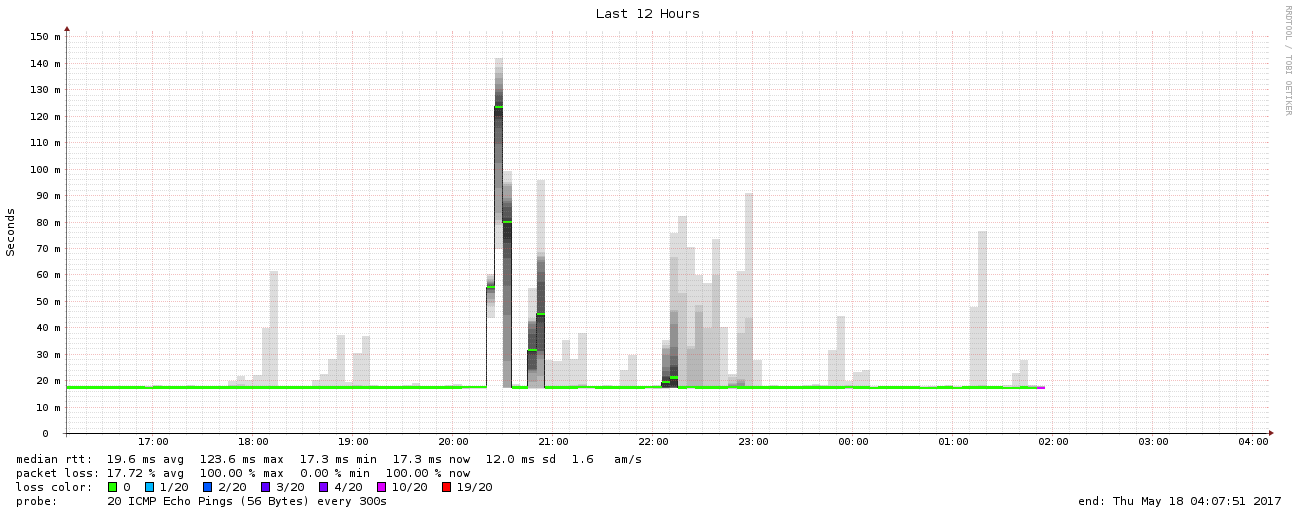 Last 12 Hours
RRDTOOL / TOBI OETIKER
Seconds
150 m
140 m
130 m
120 m
110 m
100 m
90 m
80 m
70 m
60 m
50 m
40 m
30 m
20 m
10 m
0
17:00 18:00 19:00 20:00 21:00 22:00 23:00 00:00 01:00 02:00 03:00 04:00
median rtt: 19.6 ms avg 123.6 ms max 17.3 ms min 17.3 ms now 12.0 ms sd 1.6 am/s
packet loss: 17.72 % avg 100.00 % max 0.00 % min 100.00 % now
loss color: 0 1/20 2/20 3/20 4/20 10/20 19/20
probe: 20 ICMP Echo Pings (56 Bytes) every 300s end: Thu May 18 04:07:51 2017